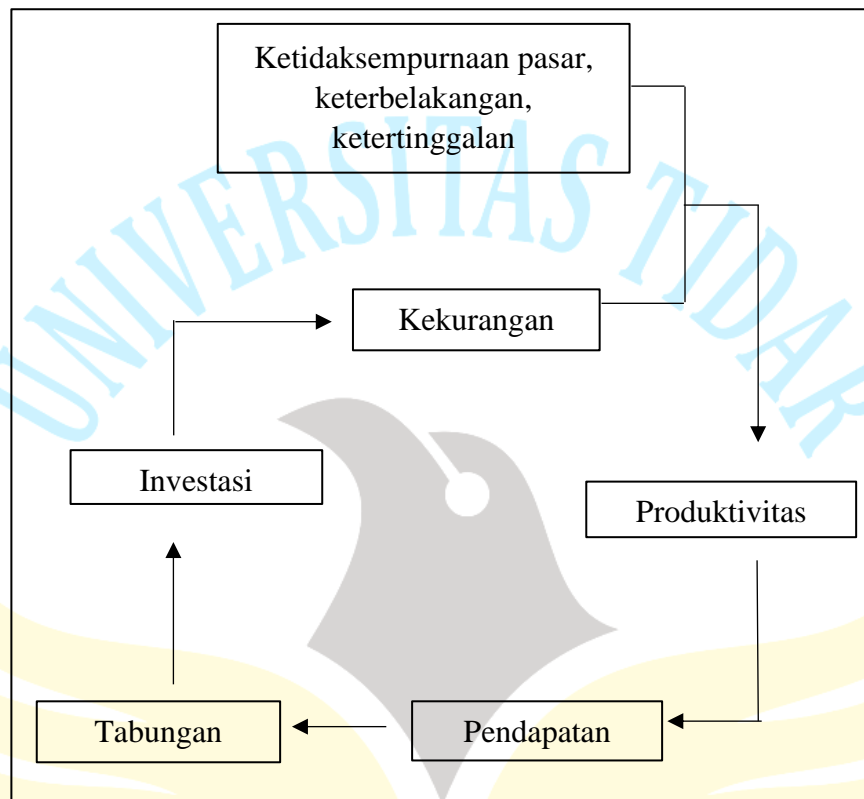 Ketidaksempurnaan pasar,
keterbelakangan,
ketertinggalan
UNIVERSITAS TIDAR
Kekurangan
Investasi
Produktivitas
Tabungan
Pendapatan